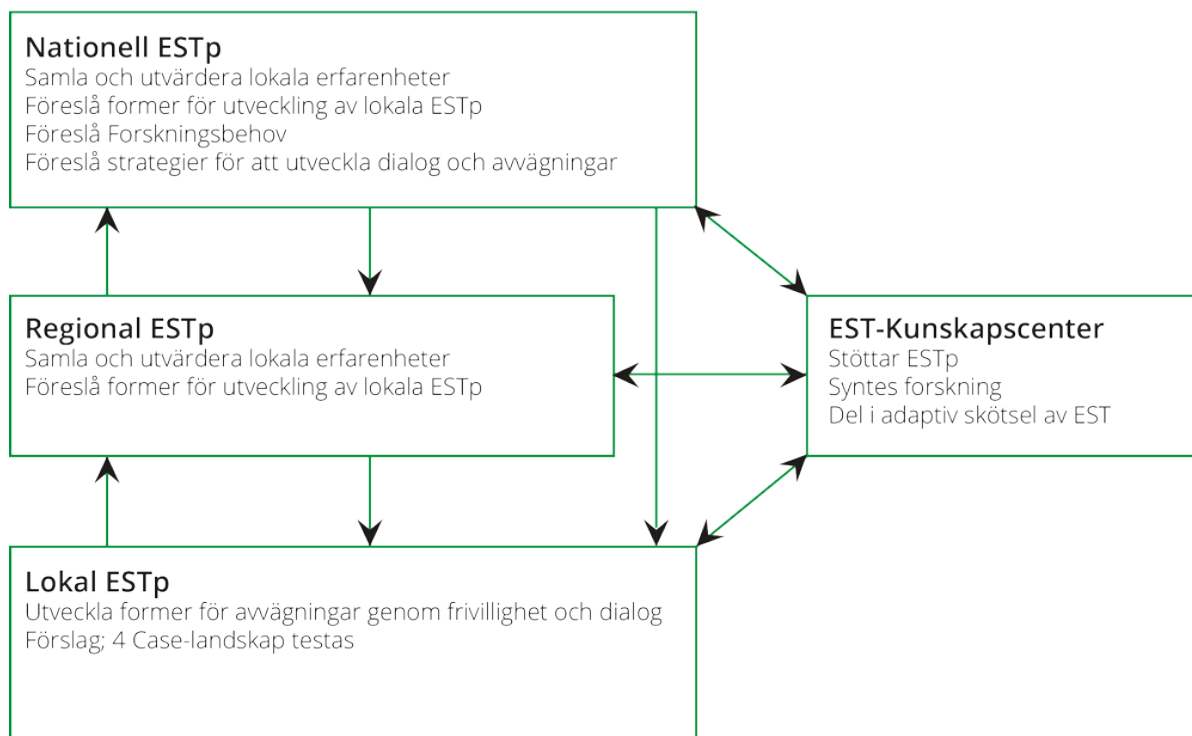 Nationell ESTp
Samla och utvärdera lokala erfarenheter
Föreslå former för utveckling av lokala ESTp
Föreslå Forskningsbehov
Föreslå strategier för att utveckla dialog och avvägningar
Regional ESTp
Samla och utvärdera lokala erfarenheter
Föreslå former för utveckling av lokala ESTp
EST-Kunskapscenter
Stöttar ESTp
Syntes forskning
Del i adaptiv skötsel av EST
Lokal ESTp
Utveckla former för avvägningar genom frivillighet och dialog
Förslag; 4 Case-landskap testas